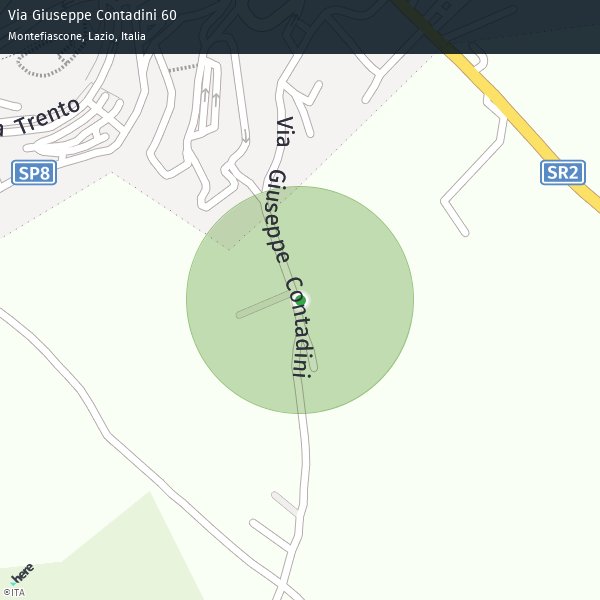 Via Giuseppe Contadini 60
Montefiascone, Lazio, Italia
Trento
SP8
Via Giuseppe Contadini
SR2
here
©ITA